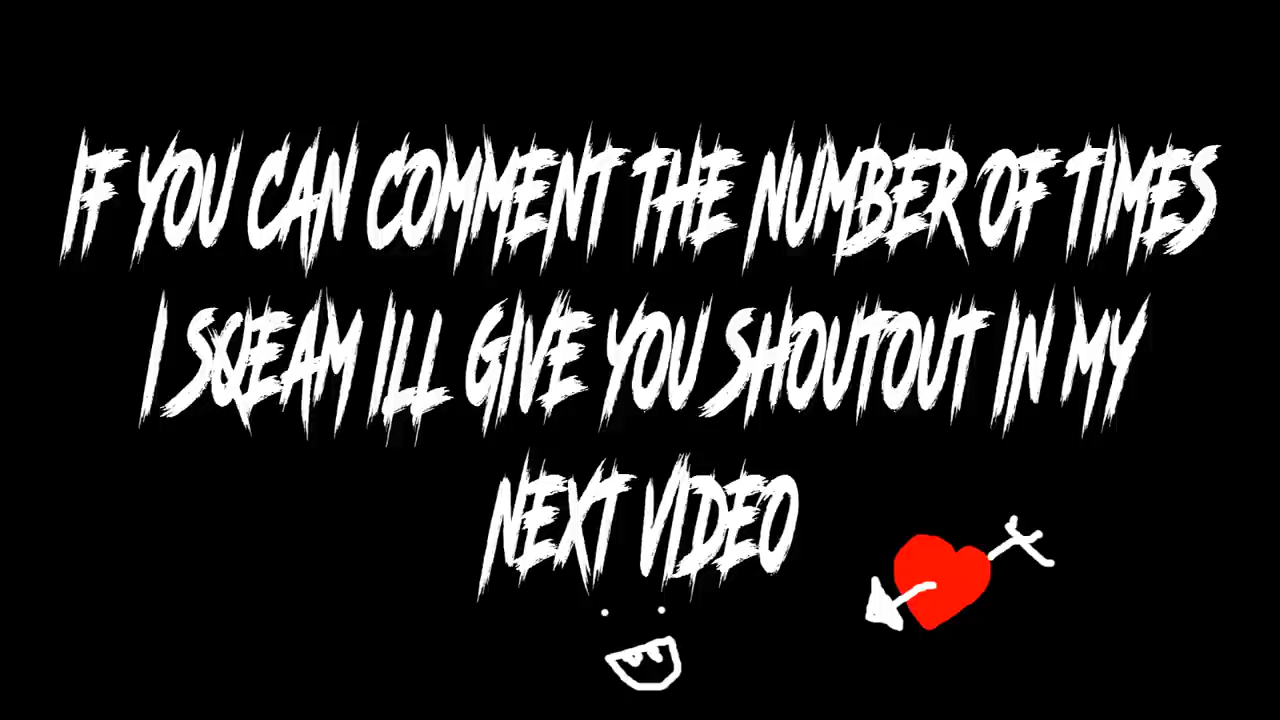 IF YOU CAN COMMENT THE NUMBER OF TIMES
I SQEAM ILL GIVE YOU SHOUTOUT IN MY
NEXT VIDEO